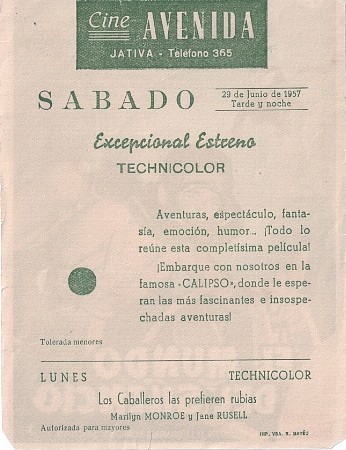 Cine AVENIDA
JATIVA - Teléfono 365
SABADO
29 de Junio de 1957
Tarde y noche
Excepcional Estreno
TECHNICOLOR
Aventuras, espectáculo, fanta-
sía, emoción, humor... ¡Todo lo
reúne esta completísima película!
¡Embarque con nosotros en la
famosa «CALIPSO», donde le espe-
ran las más fascinantes e insospe-
chadas aventuras!
Tolerada menores
LUNES
TECHNICOLOR
Los Caballeros las prefieren rubias
Marilyn MONROE y Jane RUSELL
Autorizada para mayores
IMP. VDA. R. BATÉU